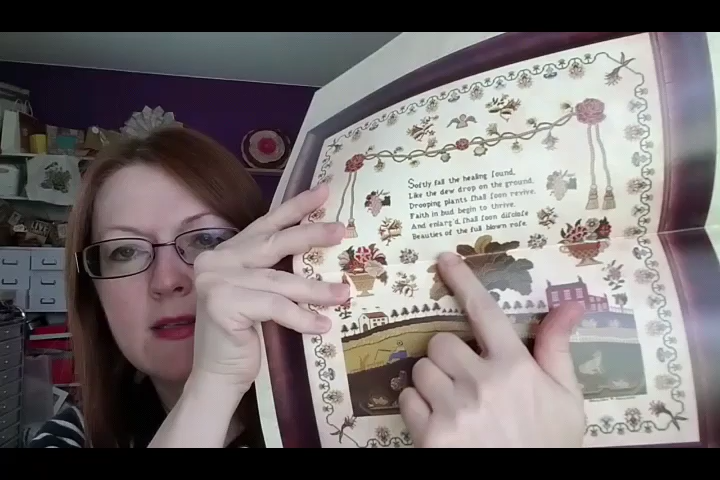 Softly fall the healing ſound,
Like the dew drop on the ground,
Drooping plants ſhall ſoon revive,
Faith in bud begin to thrive.
And enlarg'd ſhall ſoon diſcloſe
Beauties of the full blown roſe